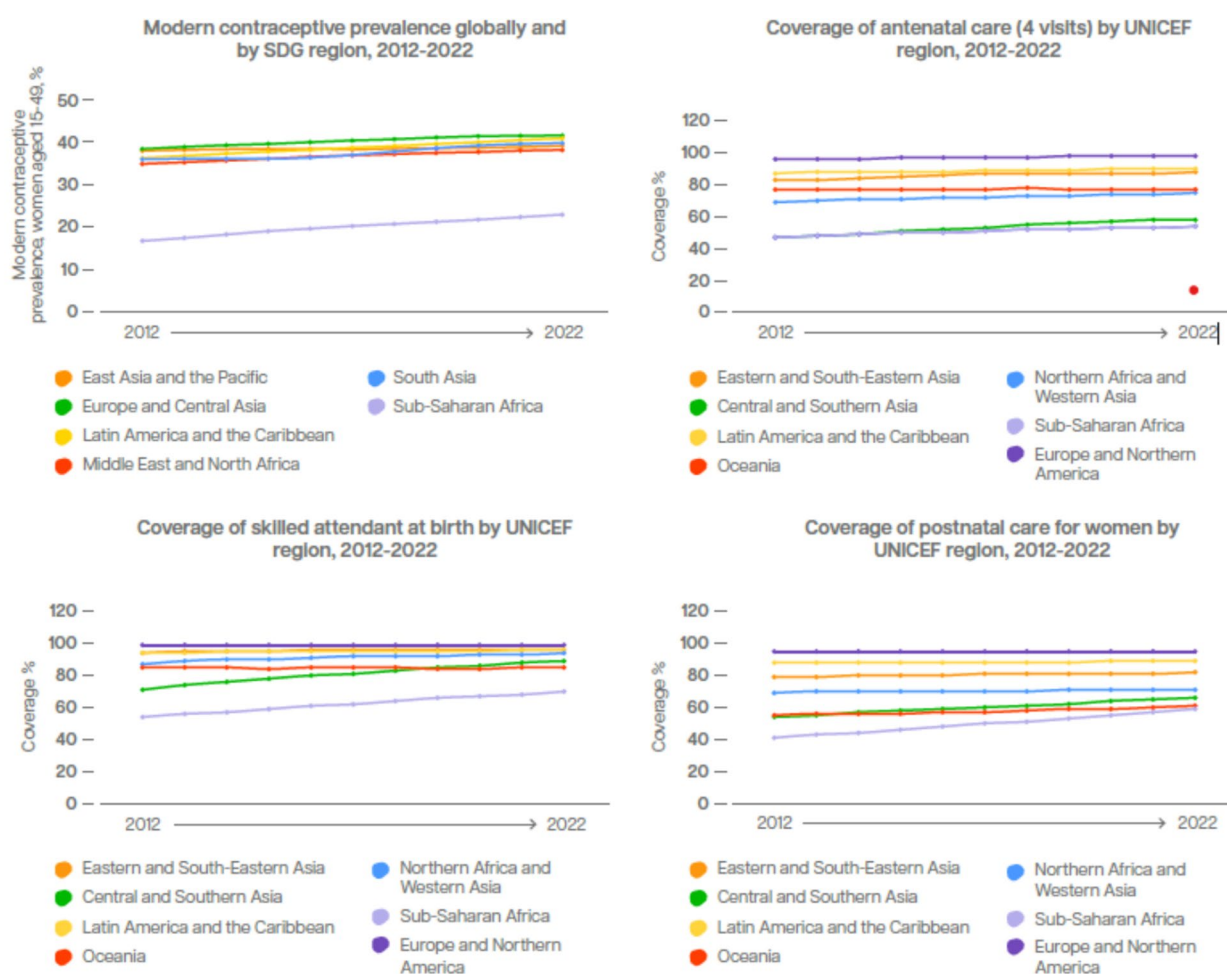 Modern contraceptive prevalence globally and
by SDG region, 2012-2022
Modern contraceptive
prevalence, women aged 15-49, %
50
40
30
20
10
0
2012
2022
East Asia and the Pacific
Europe and Central Asia
Latin America and the Caribbean
Middle East and North Africa
South Asia
Sub-Saharan Africa
Coverage of antenatal care (4 visits) by UNICEF
region, 2012-2022
Coverage %
120
100
80
60
40
20
0
2012
2022
Eastern and South-Eastern Asia
Central and Southern Asia
Latin America and the Caribbean
Oceania
Northern Africa and
Western Asia
Sub-Saharan Africa
Europe and Northern
America
Coverage of skilled attendant at birth by UNICEF
region, 2012-2022
Coverage %
120
100
80
60
40
20
0
2012
2022
Eastern and South-Eastern Asia
Central and Southern Asia
Latin America and the Caribbean
Oceania
Northern Africa and
Western Asia
Sub-Saharan Africa
Europe and Northern
America
Coverage of postnatal care for women by
UNICEF region, 2012-2022
Coverage %
120
100
80
60
40
20
0
2012
2022
Eastern and South-Eastern Asia
Central and Southern Asia
Latin America and the Caribbean
Oceania
Northern Africa and
Western Asia
Sub-Saharan Africa
Europe and Northern
America